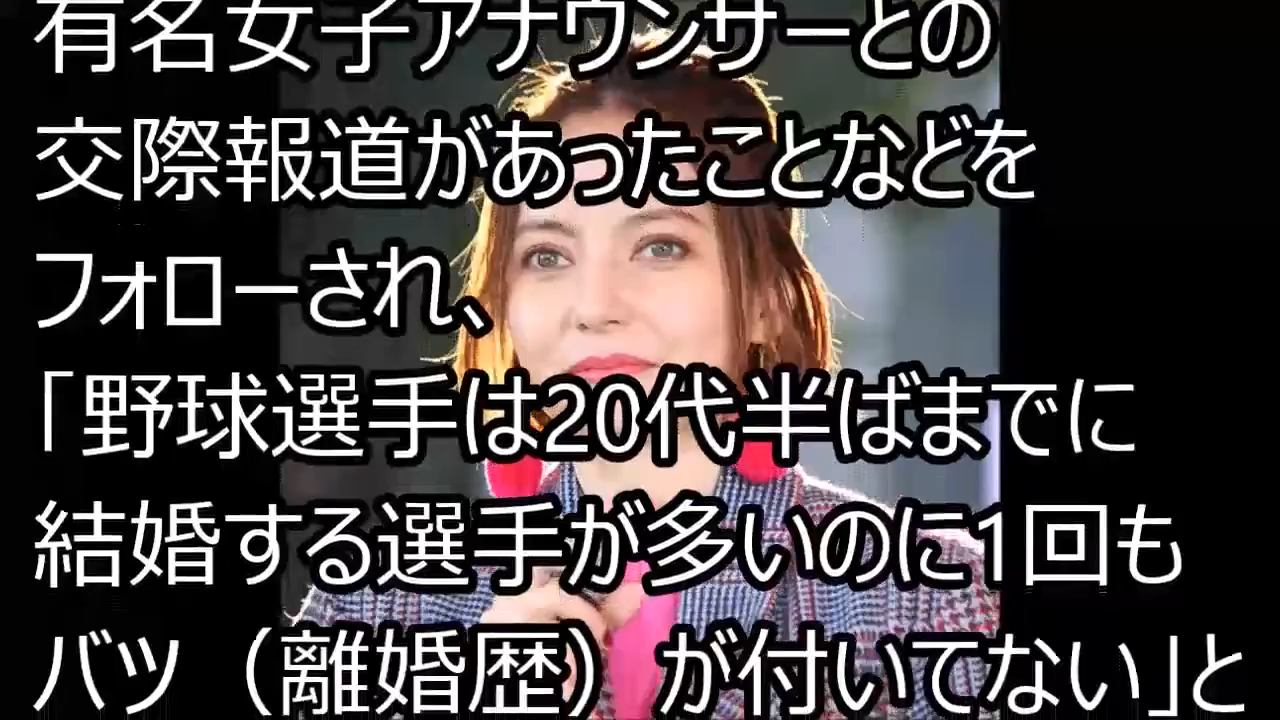 有名女子アナウンサーとの
交際報道があったことなどを
フォローされ、
「野球選手は20代半ばまでに
結婚する選手が多いのに1回も
バツ（離婚歴）が付いてない」と